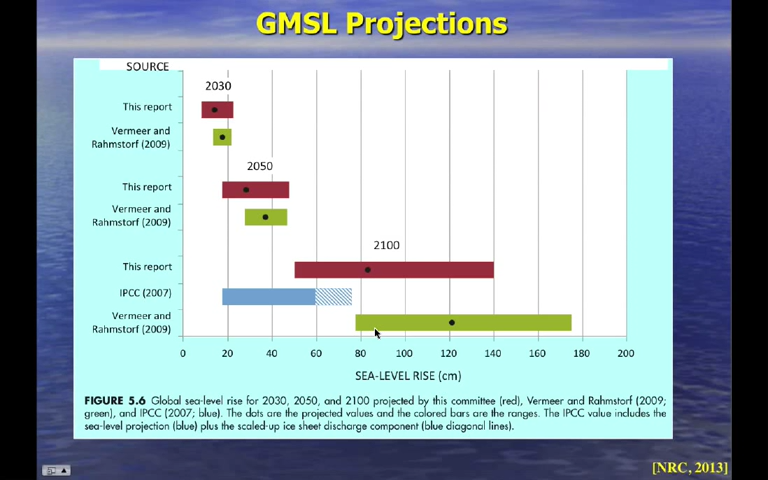 GMSL Projections
SOURCE
2030
This report
Vermeer and
Rahmstorf (2009)
2050
This report
Vermeer and
Rahmstorf (2009)
2100
This report
IPCC (2007)
Vermeer and
Rahmstorf (2009)
0 20 40 60 80 100 120 140 160 180 200
SEA-LEVEL RISE (cm)
FIGURE 5.6 Global sea-level rise for 2030, 2050, and 2100 projected by this committee (red), Vermeer and Rahmstorf (2009;
green), and IPCC (2007; blue). The dots are the projected values and the colored bars are the ranges. The IPCC value includes the
sea-level projection (blue) plus the scaled-up ice sheet discharge component (blue diagonal lines).
[NRC, 2013]